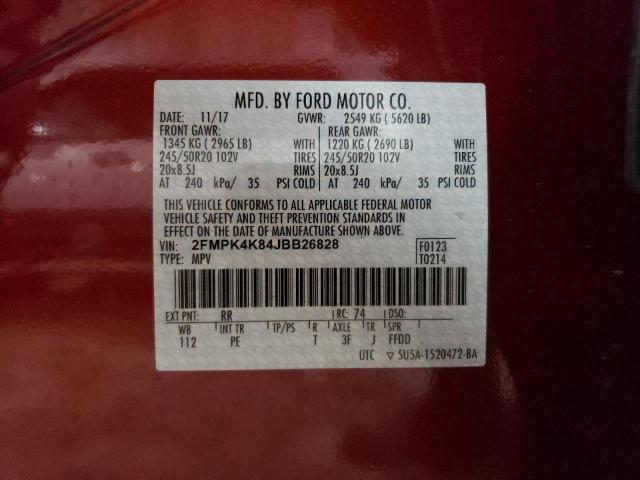 MFD. BY FORD MOTOR CO.
DATE: 11/17 GVWR: 2549 KG ( 5620 LB)
FRONT GAWR: REAR GAWR:
1345 KG ( 2965 LB) WITH 1220 KG ( 2690 LB) WITH
245/50R20 102V TIRES 245/50R20 102V TIRES
20x8.5J RIMS 20x8.5J RIMS
AT 240 kPa/ 35 PSI COLD AT 240 kPa/ 35 PSI COLD
THIS VEHICLE CONFORMS TO ALL APPLICABLE FEDERAL MOTOR
VEHICLE SAFETY AND THEFT PREVENTION STANDARDS IN
EFFECT ON THE DATE OF MANUFACTURE SHOWN ABOVE.
VIN: 2FMPK4K84JBB26828 F0123
TYPE: MPV T0214
EXT PNT: RR RC: 74 DSO:
WB INT TR TP/PS R AXLE TR SPR
112 PE T 3F J FFDD
UTC ▽ 5U5A-1520472-BA